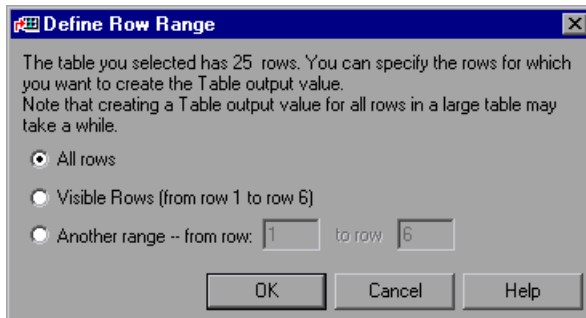 Define Row Range
The table you selected has 25 rows. You can specify the rows for which
you want to create the Table output value.
Note that creating a Table output value for all rows in a large table may
take a while.
All rows
Visible Rows (from row 1 to row 6)
Another range -- from row: 1 to row 6
OK Cancel Help